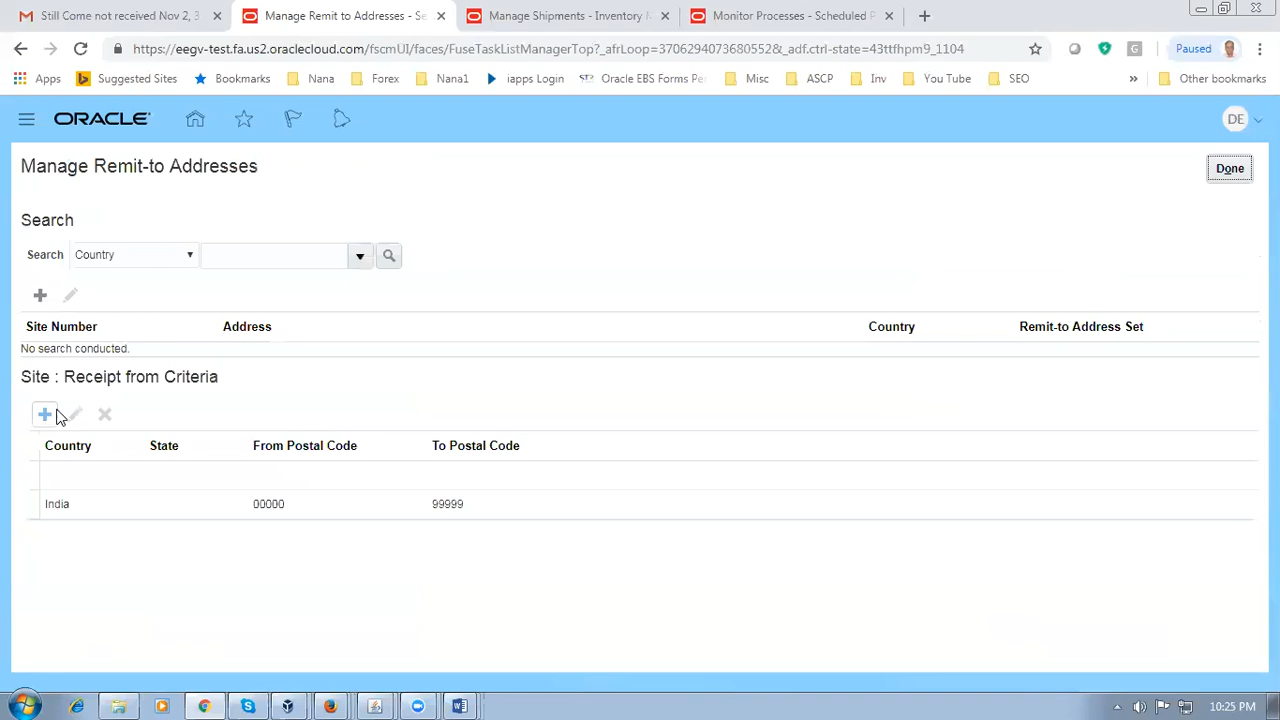 Still Come not received Nov 2, 3
Manage Remit to Addresses - Se
Manage Shipments - Inventory M
Monitor Processes - Scheduled P
https://eegv-test.fa.us2.oraclecloud.com/fscmUI/faces/FuseTaskListManagerTop?_afrLoop=3706294073680552&_adf.ctrl-state=43ttfhpm9_1104
Paused
Apps
Suggested Sites
Bookmarks
Nana
Forex
Nana1
iapps Login
Oracle EBS Forms Pe
Misc
ASCP
Inv
You Tube
SEO
Other bookmarks
ORACLE
DE
Manage Remit-to Addresses
Done
Search
Search Country
Site Number Address Country Remit-to Address Set
No search conducted.
Site : Receipt from Criteria
Country State From Postal Code To Postal Code
India 00000 99999
10:25 PM